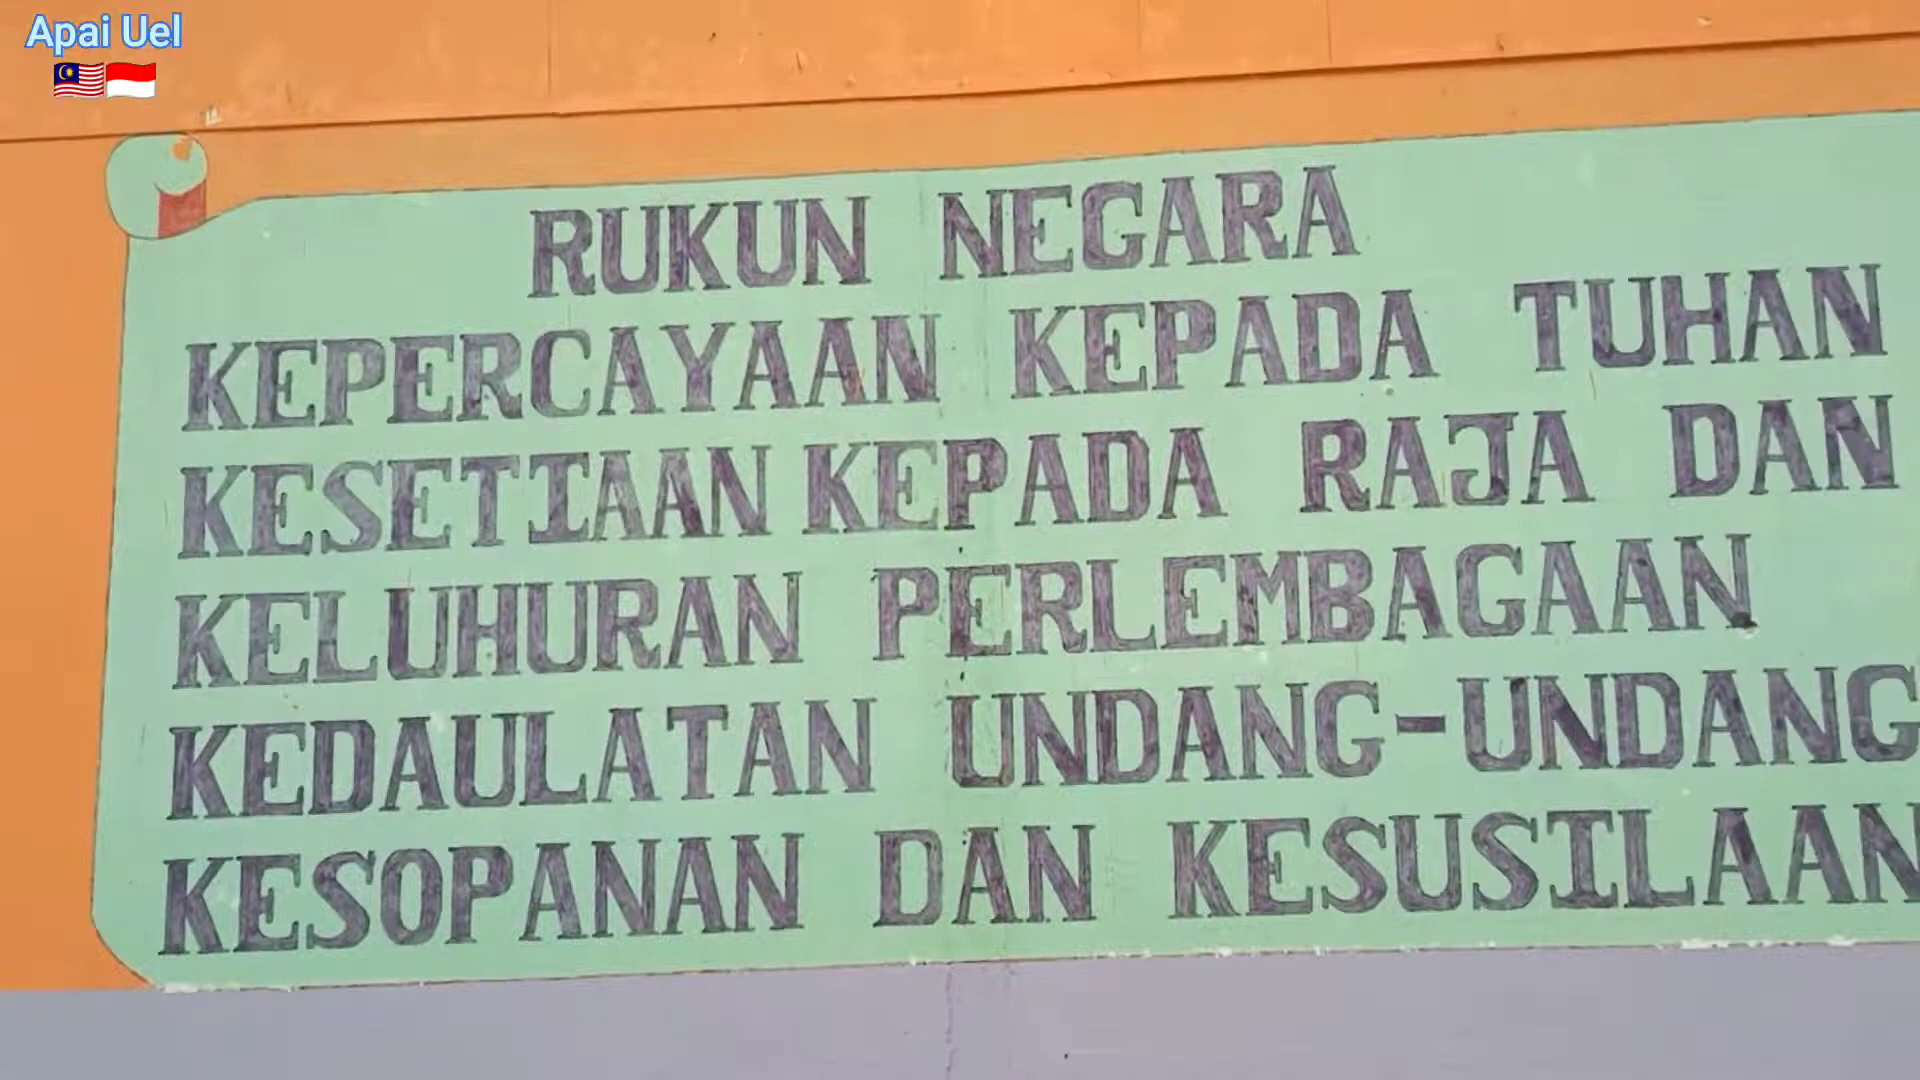 Apai Uel
RUKUN NEGARA
KEPERCAYAAN KEPADA TUHAN
KESETIAAN KEPADA RAJA DAN
KELUHURAN PERLEMBAGAAN
KEDAULATAN UNDANG-UNDANG
KESOPANAN DAN KESUSILAAN